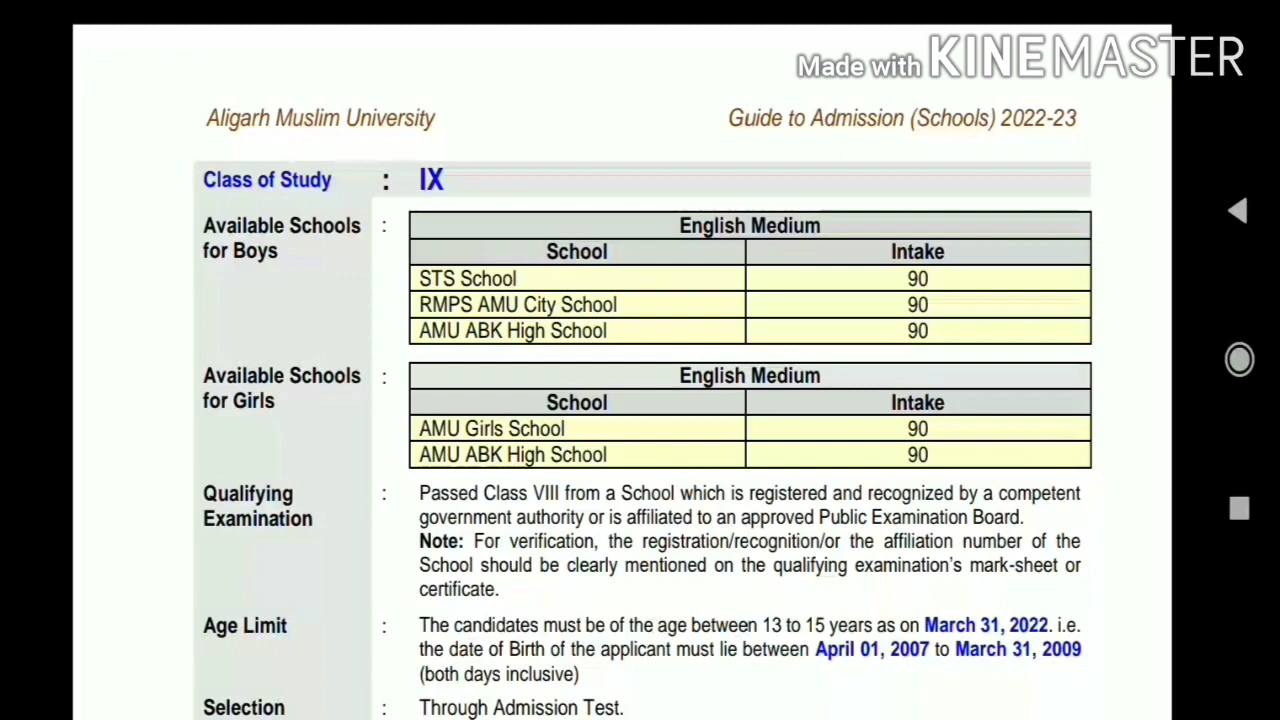 Made with KINEMASTER
Aligarh Muslim University Guide to Admission (Schools) 2022-23
Class of Study : IX
Available Schools for Boys :
English Medium
School Intake
STS School 90
RMPS AMU City School 90
AMU ABK High School 90
Available Schools for Girls :
English Medium
School Intake
AMU Girls School 90
AMU ABK High School 90
Qualifying Examination :
Passed Class VIII from a School which is registered and recognized by a competent
government authority or is affiliated to an approved Public Examination Board.
Note: For verification, the registration/recognition/or the affiliation number of the
School should be clearly mentioned on the qualifying examination's mark-sheet or
certificate.
Age Limit : The candidates must be of the age between 13 to 15 years as on March 31, 2022. i.e.
the date of Birth of the applicant must lie between April 01, 2007 to March 31, 2009
(both days inclusive)
Selection : Through Admission Test.